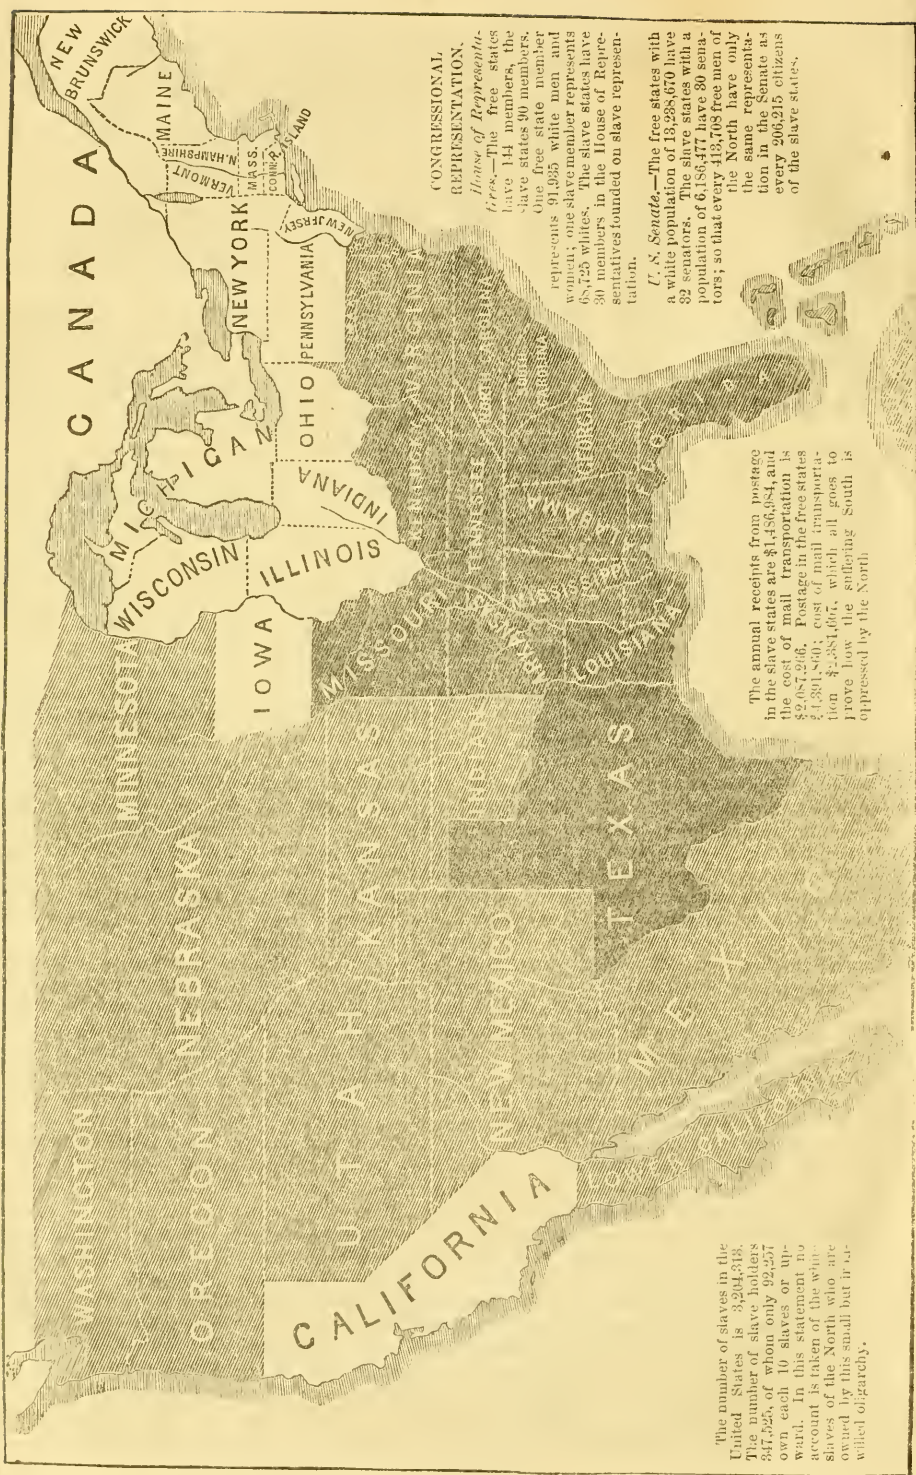 NEW
BRUNSWICK
MAINE
CANADA
N. HAMPSHIRE
VERMONT
MASS.
CONN.
R. ISLAND
NEW YORK
NEW JERSEY
PENNSYLVANIA
MICHIGAN
OHIO
INDIANA
WISCONSIN
ILLINOIS
IOWA
MINNESOTA
NEBRASKA
WASHINGTON
OREGON
UTAH
KANSAS
INDIAN
MISSOURI
KENTUCKY
VIRGINIA
TENNESSEE
CAROLINA
CAROLINA
GEORGIA
MISSISSIPPI
LOUISIANA
TEXAS
NEW MEXICO
MEXICO
CALIFORNIA
LOWER CALIFORNIA
CONGRESSIONAL
REPRESENTATION.
House of Representa-
tives.—The free states
have 144 members, the
slave states 90 members.
One free state member
represents 91,935 white men and
women; one slave member represents
68,725 whites. The slave states have
30 members in the House of Repre-
sentatives founded on slave represen-
tation.
U. S. Senate.—The free states with
a white population of 13,238,670 have
32 senators. The slave states with a
population of 6,186,477 have 30 sena-
tors; so that every 413,708 free men of
the North have only
the same representa-
tion in the Senate as
every 206,215 citizens
of the slave states.
The annual receipts from postage
in the slave states are $1,486,984, and
the cost of mail transportation is
Postage in the free states
cost of mail transporta-
tion which all goes to
prove how the suffering South is
oppressed by the North
The number of slaves in the
United States is 3,204,313.
The number of slave holders
347,525, of whom only 92,257
own each 10 slaves or up-
ward. In this statement no
account is taken of the white
slaves of the North who are
owned by this small but
willed oligarchy.